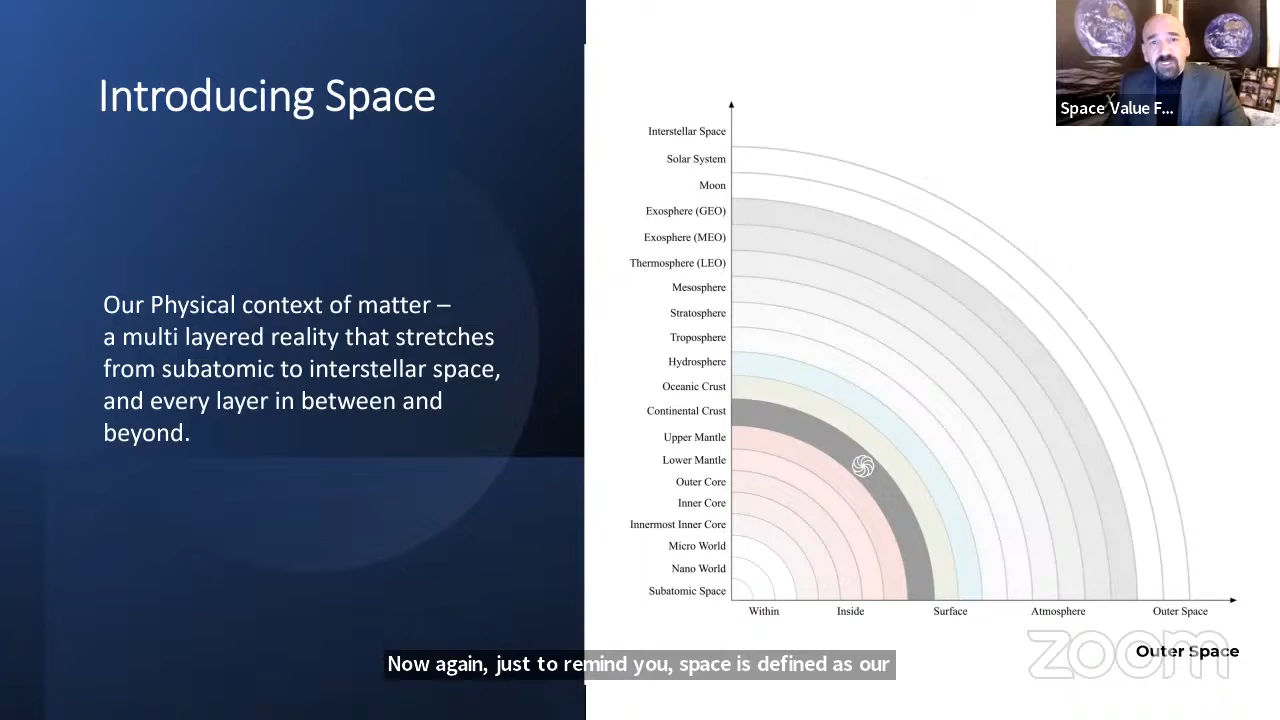 Introducing Space
Our Physical context of matter –
a multi layered reality that stretches
from subatomic to interstellar space,
and every layer in between and
beyond.
Space Value F...
Interstellar Space
Solar System
Moon
Exosphere (GEO)
Exosphere (MEO)
Thermosphere (LEO)
Mesosphere
Stratosphere
Troposphere
Hydrosphere
Oceanic Crust
Continental Crust
Upper Mantle
Lower Mantle
Outer Core
Inner Core
Innermost Inner Core
Micro World
Nano World
Subatomic Space
Within Inside Surface Atmosphere Outer Space
zoom
Outer Space
Now again, just to remind you, space is defined as our